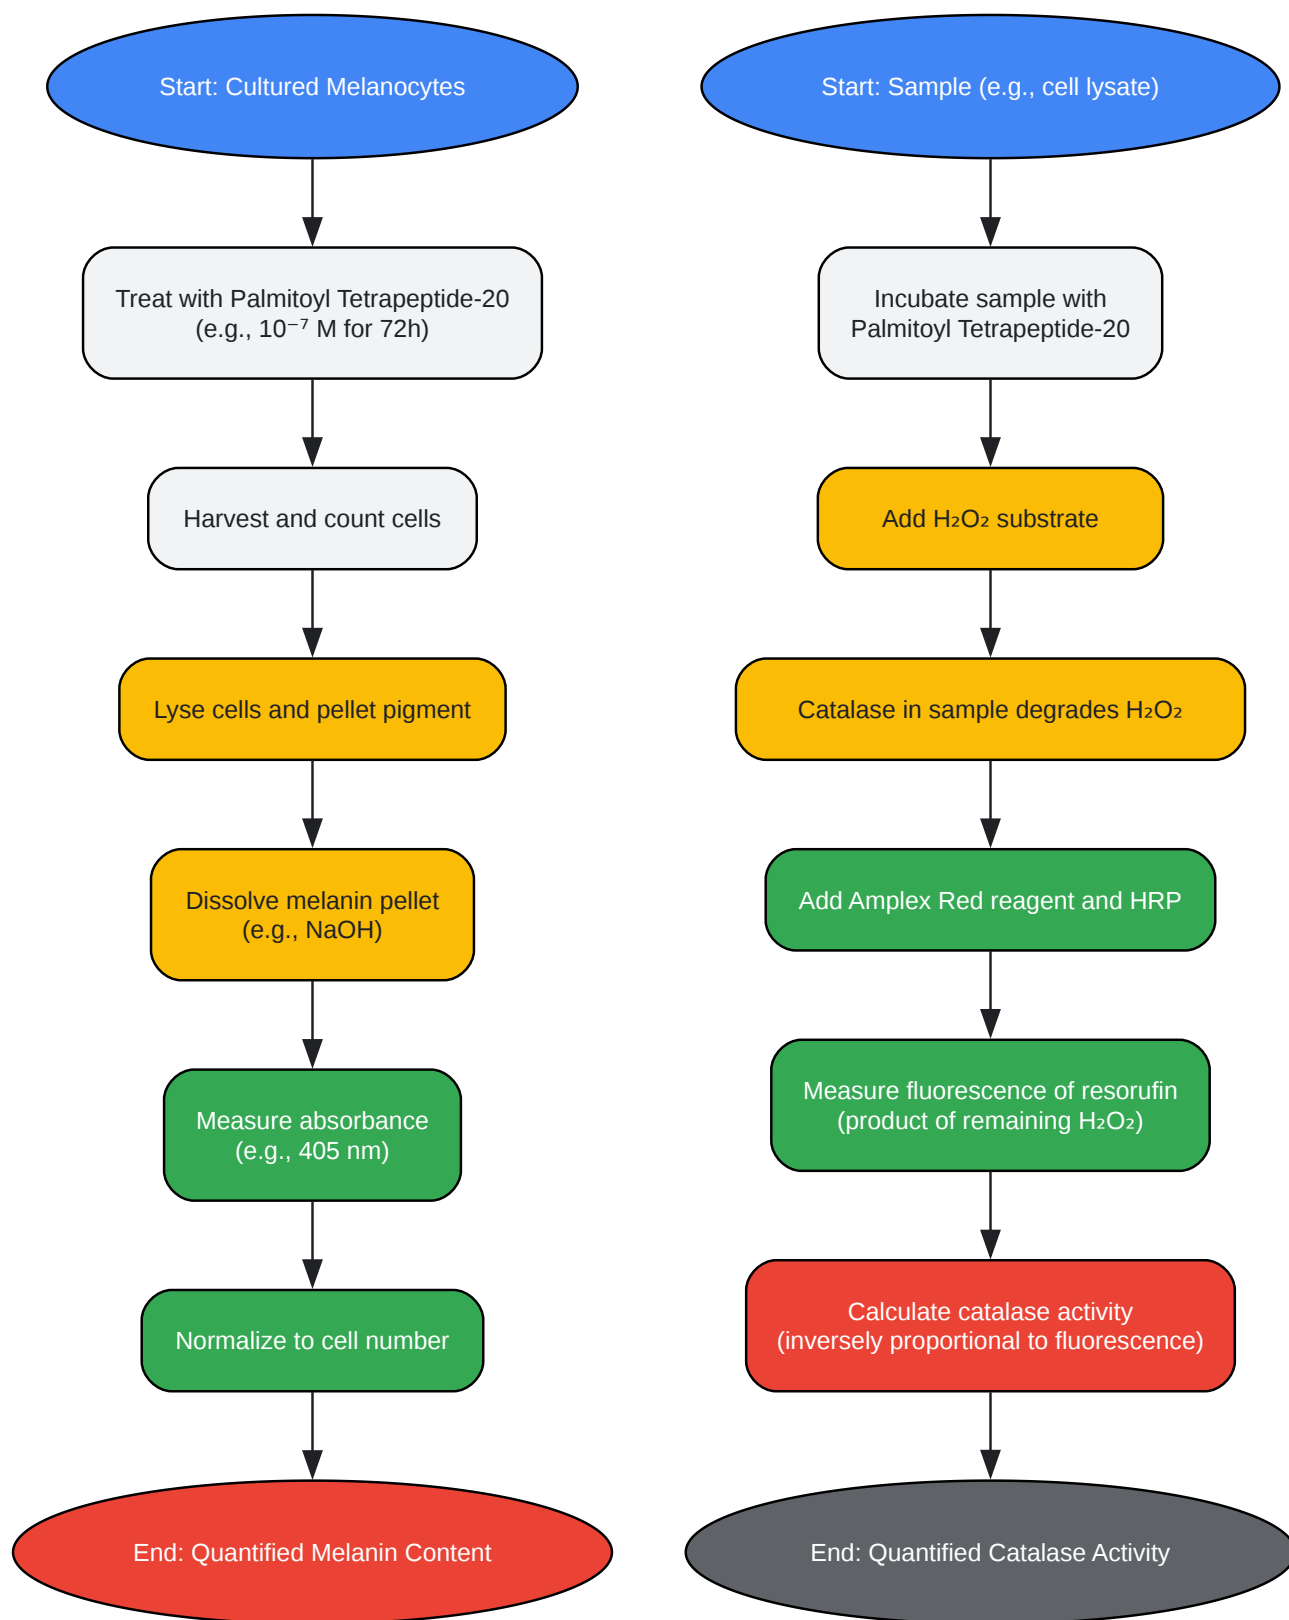 Start: Cultured Melanocytes
Treat with Palmitoyl Tetrapeptide-20
(e.g., 10⁻⁷ M for 72h)
Harvest and count cells
Lyse cells and pellet pigment
Dissolve melanin pellet
(e.g., NaOH)
Measure absorbance
(e.g., 405 nm)
Normalize to cell number
End: Quantified Melanin Content
Start: Sample (e.g., cell lysate)
Incubate sample with
Palmitoyl Tetrapeptide-20
Add H₂O₂ substrate
Catalase in sample degrades H₂O₂
Add Amplex Red reagent and HRP
Measure fluorescence of resorufin
(product of remaining H₂O₂)
Calculate catalase activity
(inversely proportional to fluorescence)
End: Quantified Catalase Activity